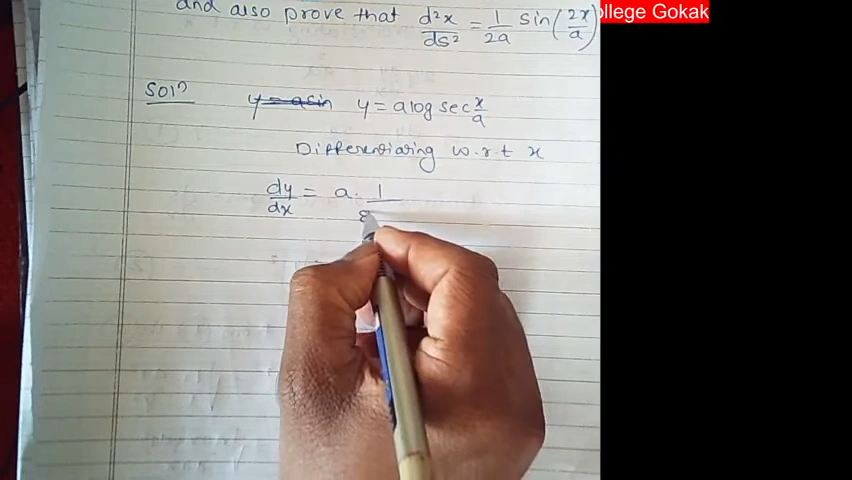 and also prove that d²x/ds² = 1/2a sin(2x/a)
ollege Gokak
Solⁿ y = a sin y = a log sec x/a
Differentiating w.r.t x
dy/dx = a. 1/s